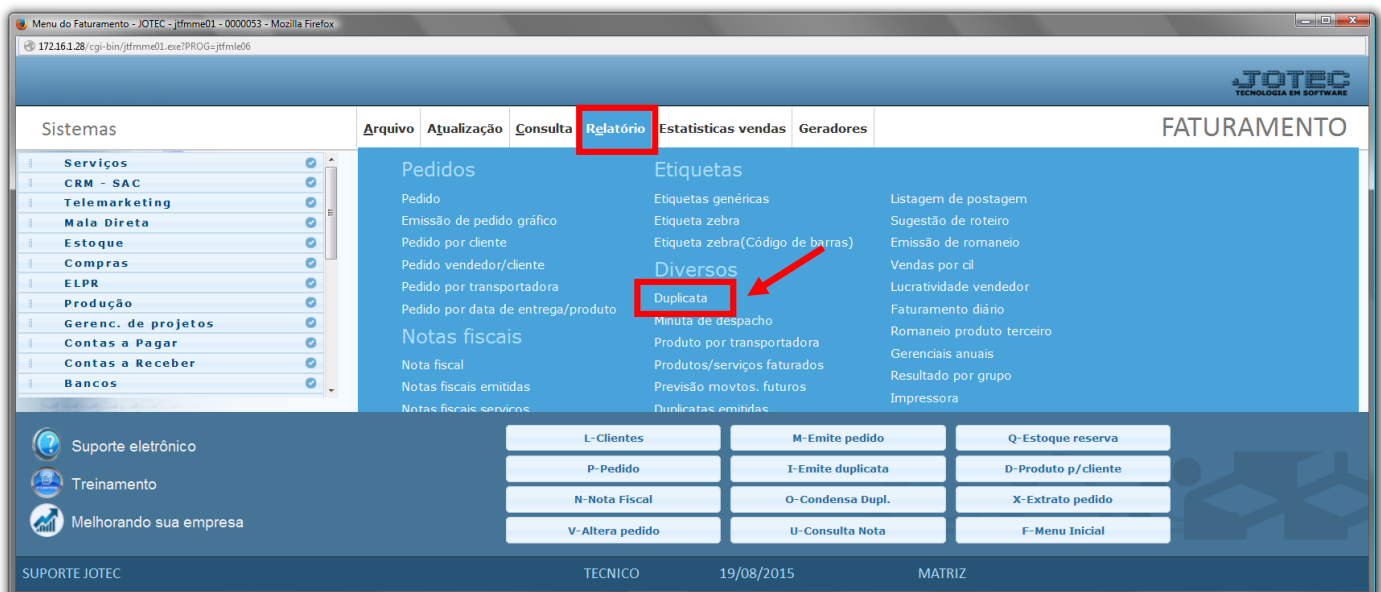 Menu do Faturamento - JOTEC - jtfmme01 - 0000053 - Mozilla Firefox
172.16.1.28/cgi-bin/jtfmme01.exe?PROG=jtfmle06
JOTEC
TECNOLOGIA EM SOFTWARE
Sistemas
Arquivo Atualização Consulta Relatório Estatisticas vendas Geradores
FATURAMENTO
Serviços
CRM - SAC
Telemarketing
Mala Direta
Estoque
Compras
ELPR
Produção
Gerenc. de projetos
Contas a Pagar
Contas a Receber
Bancos
Pedidos
Pedido
Emissão de pedido gráfico
Pedido por cliente
Pedido vendedor/cliente
Pedido por transportadora
Pedido por data de entrega/produto
Notas fiscais
Nota fiscal
Notas fiscais emitidas
Notas fiscais serviços
Etiquetas
Etiquetas genéricas
Etiqueta zebra
Etiqueta zebra(Código de barras)
Diversos
Duplicata
Minuta de despacho
Produto por transportadora
Produtos/serviços faturados
Previsão movtos. futuros
Duplicatas emitidas
Listagem de postagem
Sugestão de roteiro
Emissão de romaneio
Vendas por cil
Lucratividade vendedor
Faturamento diário
Romaneio produto terceiro
Gerenciais anuais
Resultado por grupo
Impressora
Suporte eletrônico
Treinamento
Melhorando sua empresa
L-Clientes M-Emite pedido Q-Estoque reserva
P-Pedido I-Emite duplicata D-Produto p/cliente
N-Nota Fiscal O-Condensa Dupl. X-Extrato pedido
V-Altera pedido U-Consulta Nota F-Menu Inicial
SUPORTE JOTEC TECNICO 19/08/2015 MATRIZ